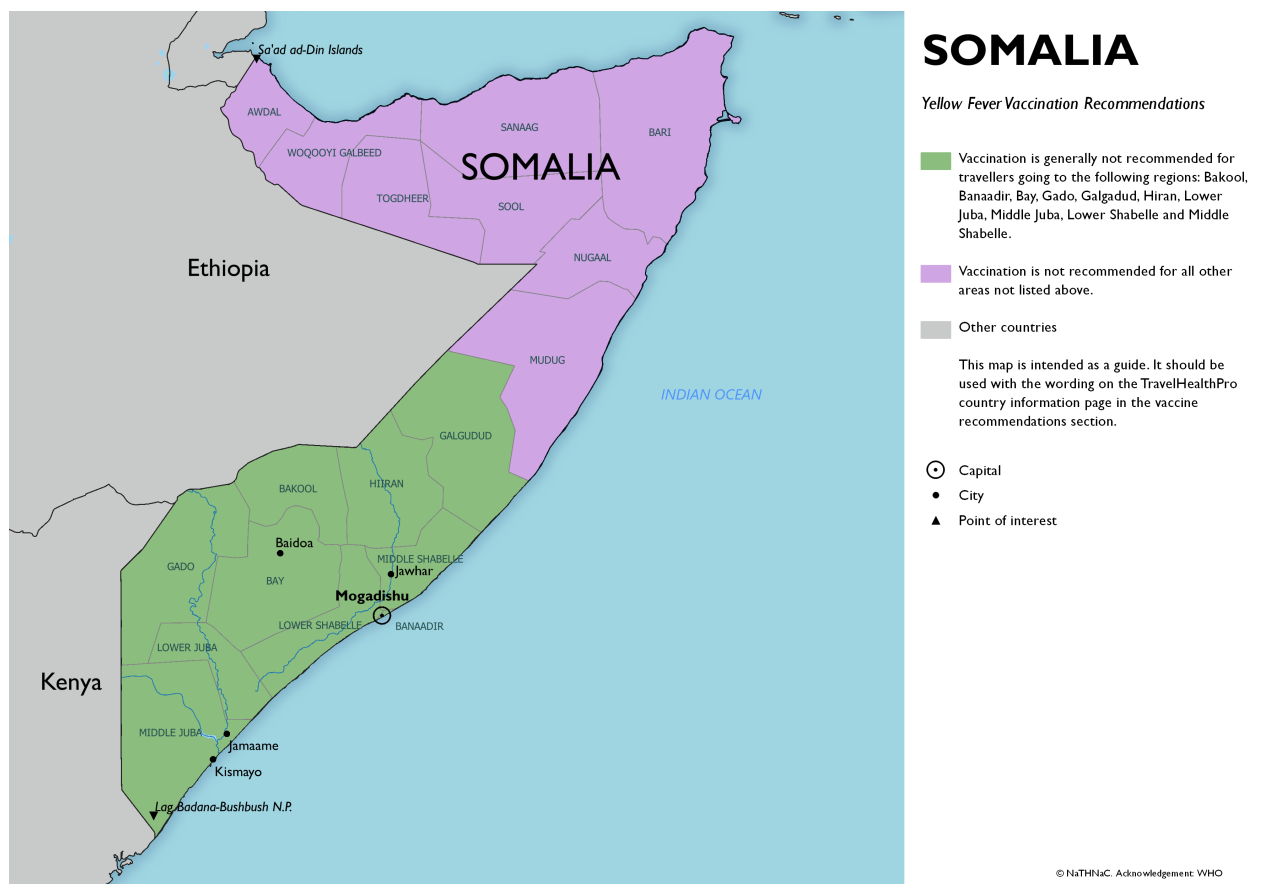 SOMALIA
Yellow Fever Vaccination Recommendations
Vaccination is generally not recommended for
travellers going to the following regions: Bakool,
Banaadir, Bay, Gado, Galgadud, Hiran, Lower
Juba, Middle Juba, Lower Shabelle and Middle
Shabelle.
Vaccination is not recommended for all other
areas not listed above.
Other countries
This map is intended as a guide. It should be
used with the wording on the TravelHealthPro
country information page in the vaccine
recommendations section.
Capital
City
Point of interest
© NaTHNaC. Acknowledgement: WHO
Sa'ad ad-Din Islands
AWDAL
WOQOOYI GALBEED
SANAAG
BARI
SOMALIA
TOGDHEER
SOOL
NUGAAL
Ethiopia
MUDUG
INDIAN OCEAN
GALGUDUD
HIIRAN
BAKOOL
Baidoa
MIDDLE SHABELLE
GADO
Jawhar
BAY
Mogadishu
LOWER SHABELLE
BANAADIR
LOWER JUBA
Kenya
MIDDLE JUBA
Jamaame
Kismayo
Lag Badana-Bushbush N.P.